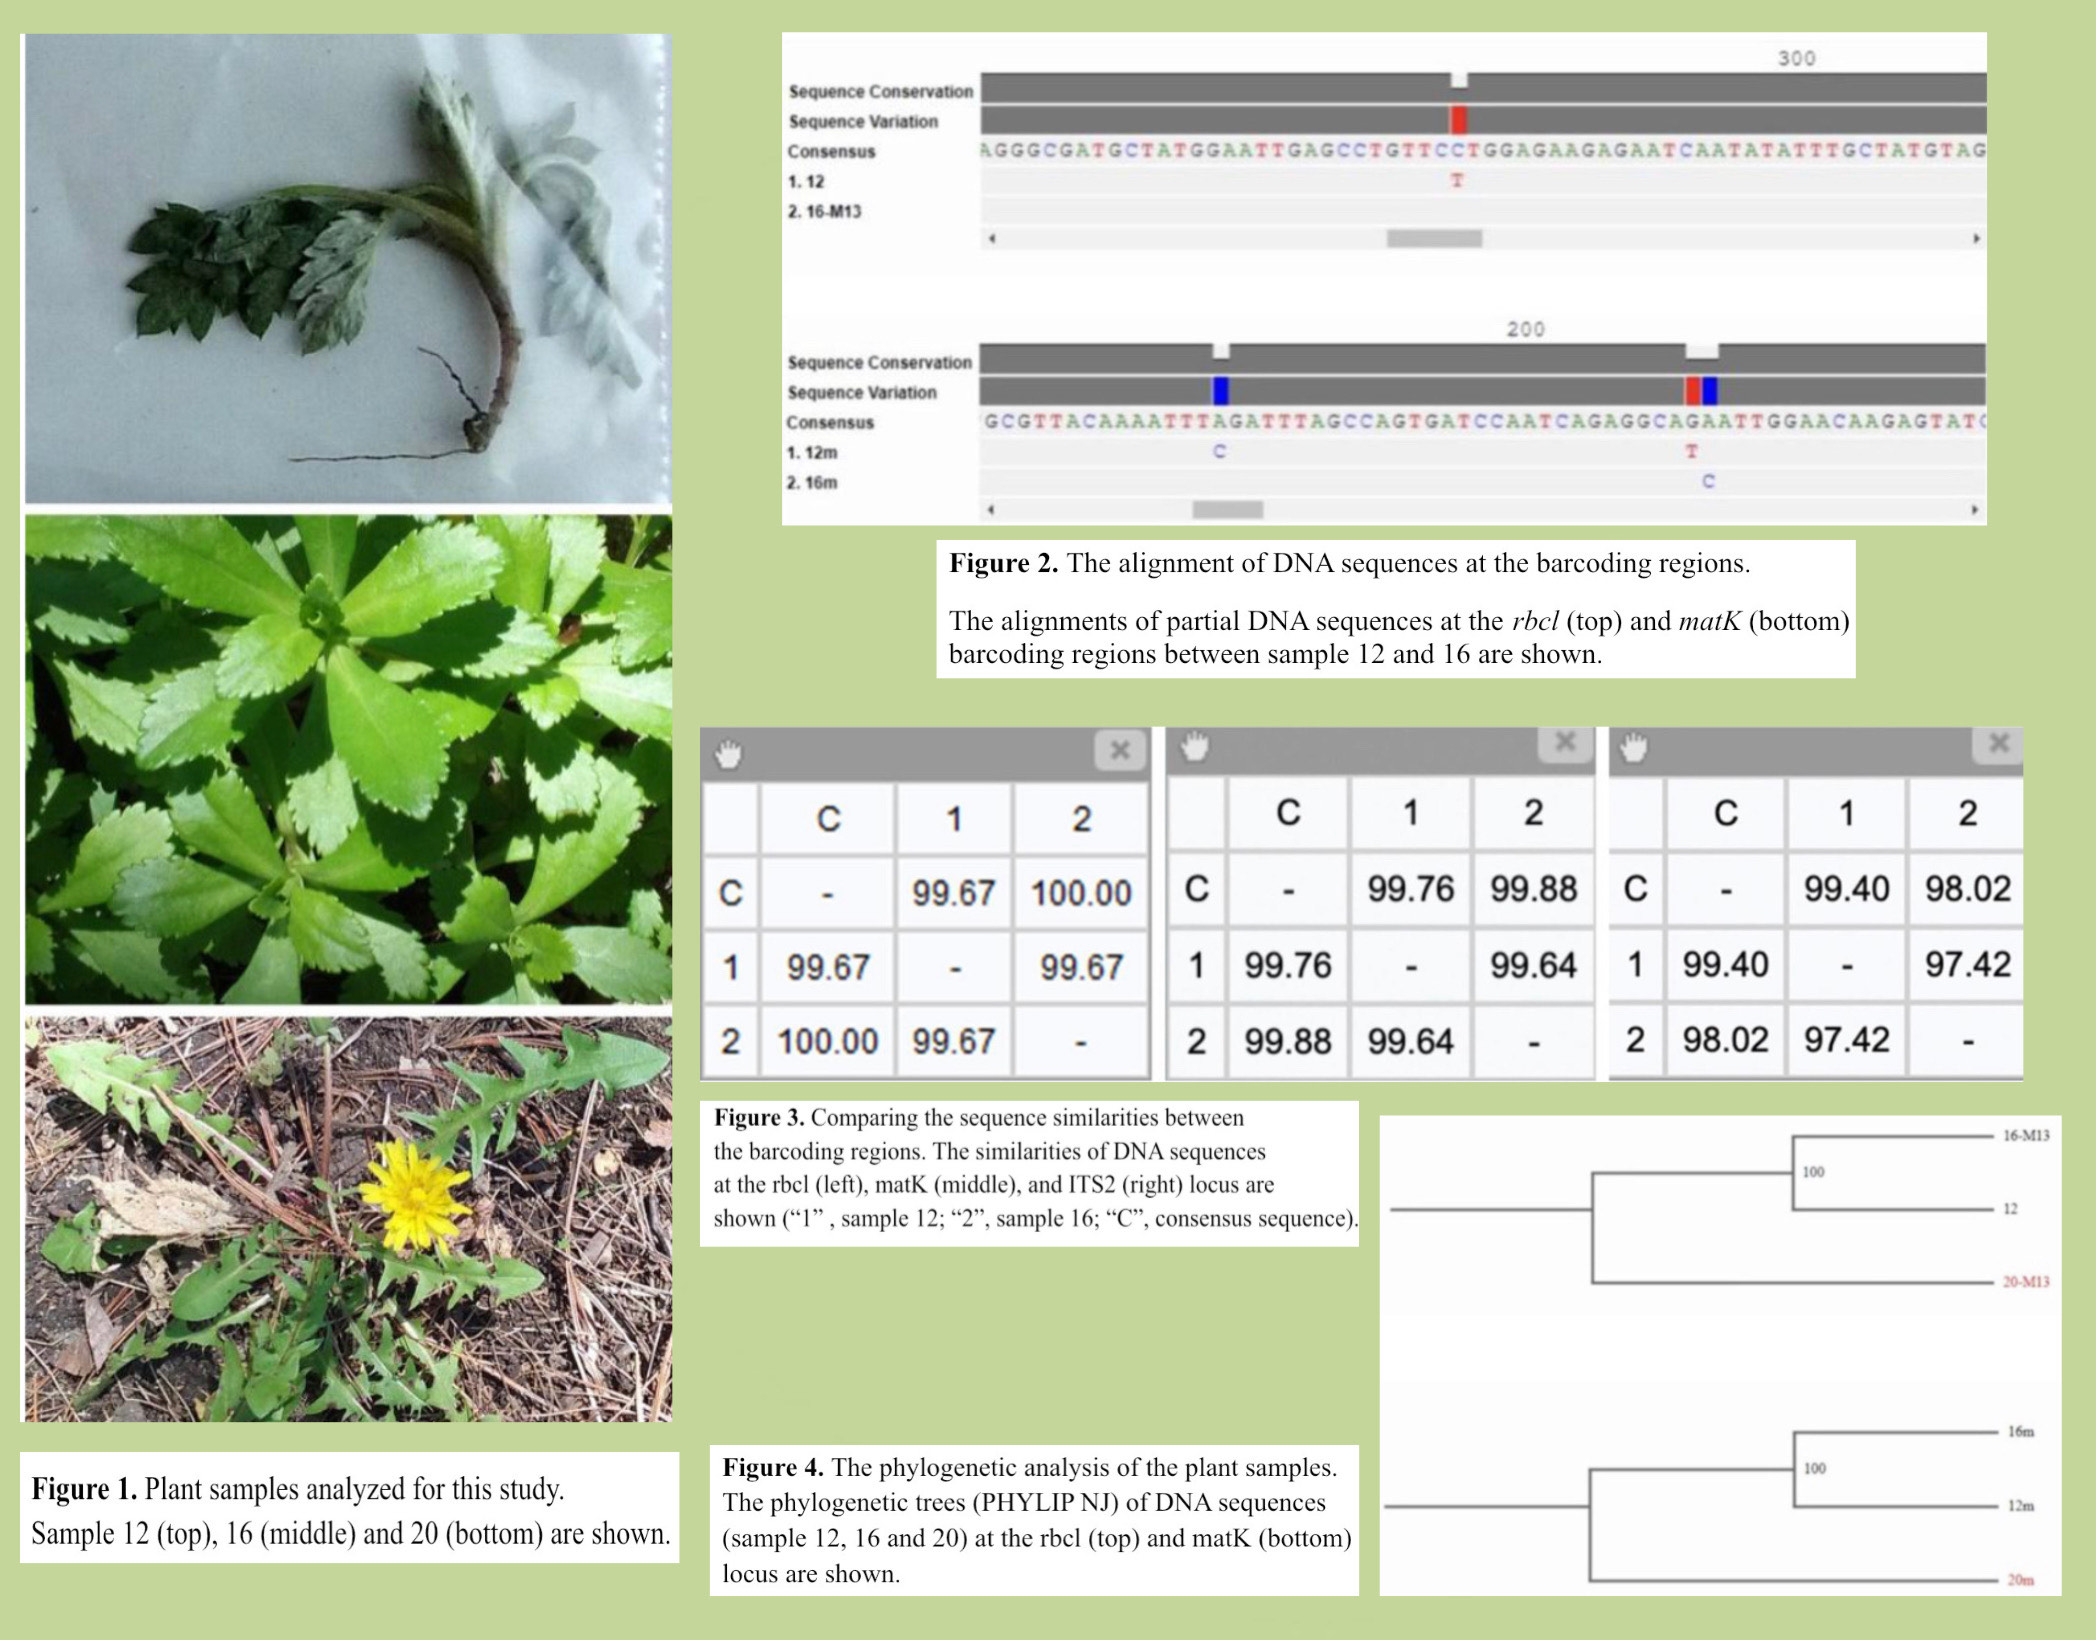 300
Sequence Conservation
Sequence Variation
Consensus AGGGCGATGCTATGGAATTGAGCCTGTTCCTGGAGAAGAGAATCAATATATTTGCTATGTAG
1. 12 T
2. 16-M13
200
Sequence Conservation
Sequence Variation
Consensus GCGTTACAAAATTTAGATTTAGCCAGTGATCCAATCAGAGGCAGAATTGGAACAAGAGTATC
1. 12m C T
2. 16m C
Figure 2. The alignment of DNA sequences at the barcoding regions.
The alignments of partial DNA sequences at the rbcl (top) and matK (bottom)
barcoding regions between sample 12 and 16 are shown.
C 1 2
C - 99.67 100.00
1 99.67 - 99.67
2 100.00 99.67 -
C 1 2
C - 99.76 99.88
1 99.76 - 99.64
2 99.88 99.64 -
C 1 2
C - 99.40 98.02
1 99.40 - 97.42
2 98.02 97.42 -
Figure 3. Comparing the sequence similarities between
the barcoding regions. The similarities of DNA sequences
at the rbcl (left), matK (middle), and ITS2 (right) locus are
shown (“1” , sample 12; “2”, sample 16; “C”, consensus sequence).
16-M13
100
12
20-M13
16m
100
12m
20m
Figure 1. Plant samples analyzed for this study.
Sample 12 (top), 16 (middle) and 20 (bottom) are shown.
Figure 4. The phylogenetic analysis of the plant samples.
The phylogenetic trees (PHYLIP NJ) of DNA sequences
(sample 12, 16 and 20) at the rbcl (top) and matK (bottom)
locus are shown.